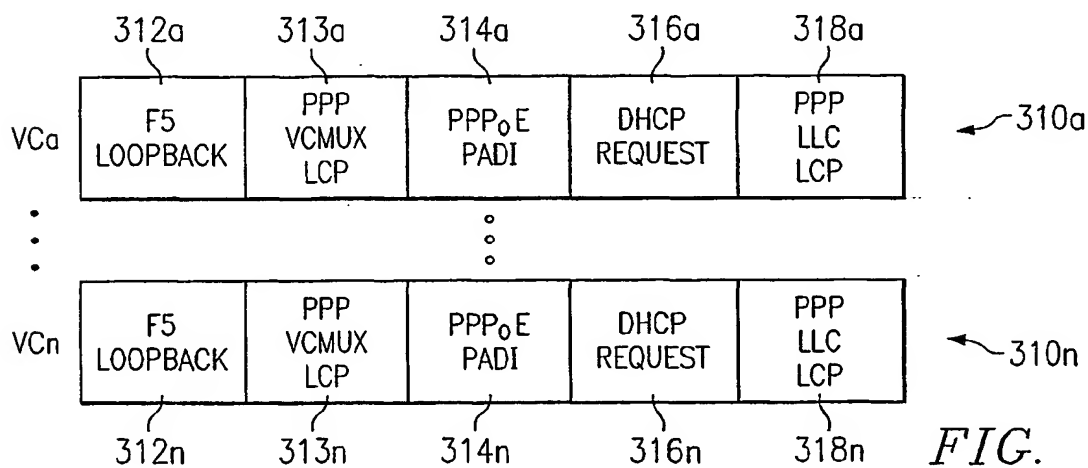 312a 313a 314a 316a 318a
VCa
F5
LOOPBACK
PPP
VCMUX
LCP
PPPoE
PADI
DHCP
REQUEST
PPP
LLC
LCP
310a
VCn
F5
LOOPBACK
PPP
VCMUX
LCP
PPPoE
PADI
DHCP
REQUEST
PPP
LLC
LCP
310n
312n 313n 314n 316n 318n
FIG.